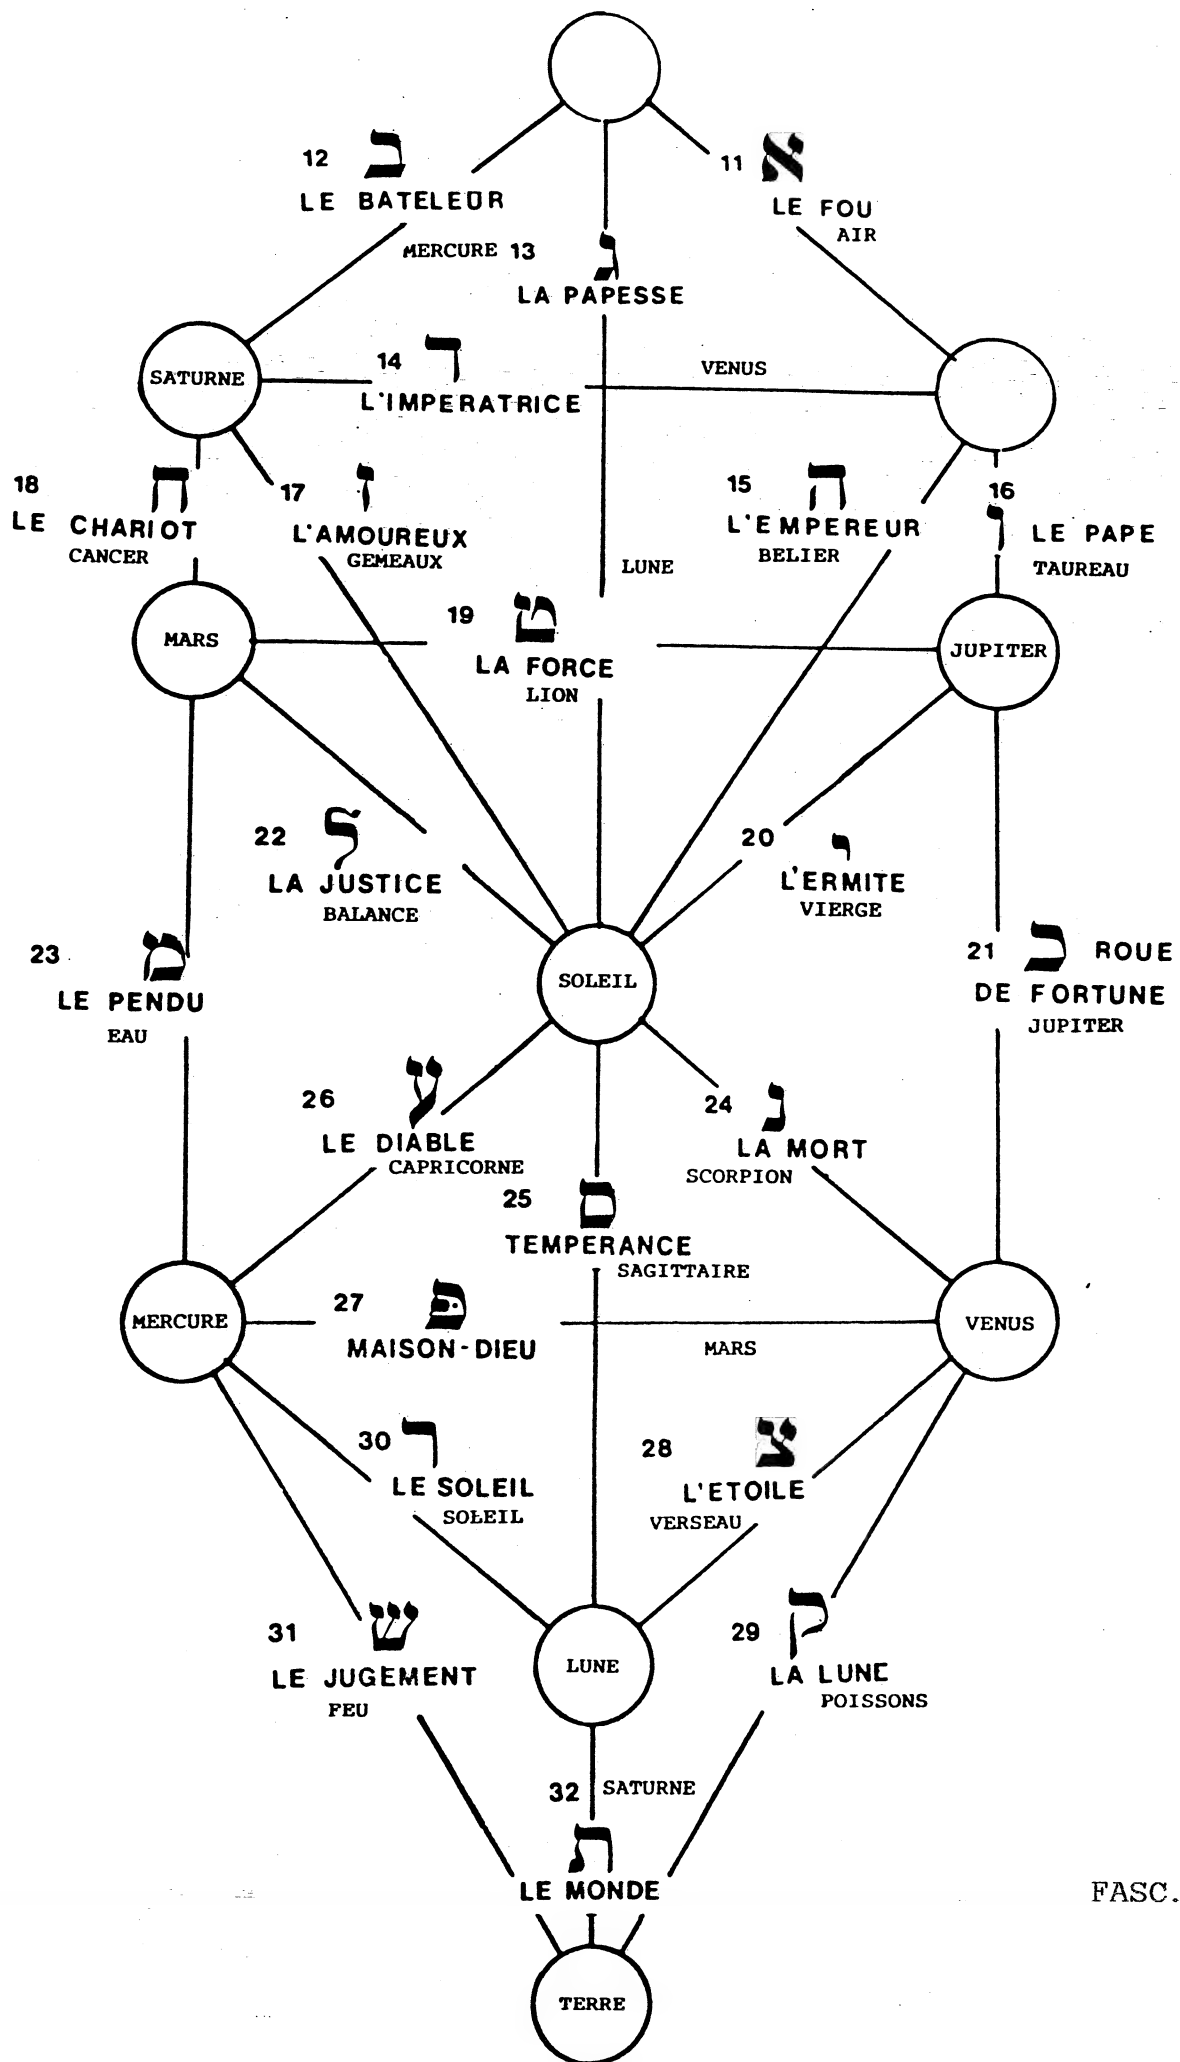 12 ב
LE BATELEUR
MERCURE
11 א
LE FOU
AIR
13 ג
LA PAPESSE
SATURNE
14 ד
L'IMPERATRICE
VENUS
18 ח
LE CHARIOT
CANCER
17 ז
L'AMOUREUX
GEMEAUX
15 ה
L'EMPEREUR
BELIER
16
ו LE PAPE
TAUREAU
LUNE
MARS
19 ט
LA FORCE
LION
JUPITER
22 ל
LA JUSTICE
BALANCE
20 י
L'ERMITE
VIERGE
23 מ
LE PENDU
EAU
SOLEIL
21 כ ROUE
DE FORTUNE
JUPITER
26 ע
LE DIABLE
CAPRICORNE
24 נ
LA MORT
SCORPION
25 ם
TEMPERANCE
SAGITTAIRE
MERCURE
27 פּ
MAISON-DIEU
MARS
VENUS
30 ר
LE SOLEIL
SOLEIL
28 צ
L'ETOILE
VERSEAU
31 ש
LE JUGEMENT
FEU
LUNE
29 ק
LA LUNE
POISSONS
32 SATURNE
ת
LE MONDE
FASC.
TERRE